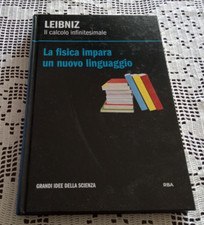 LEIBNIZ
Il calcolo infinitesimale
La fisica impara
un nuovo linguaggio
GRANDI IDEE DELLA SCIENZA
RBA